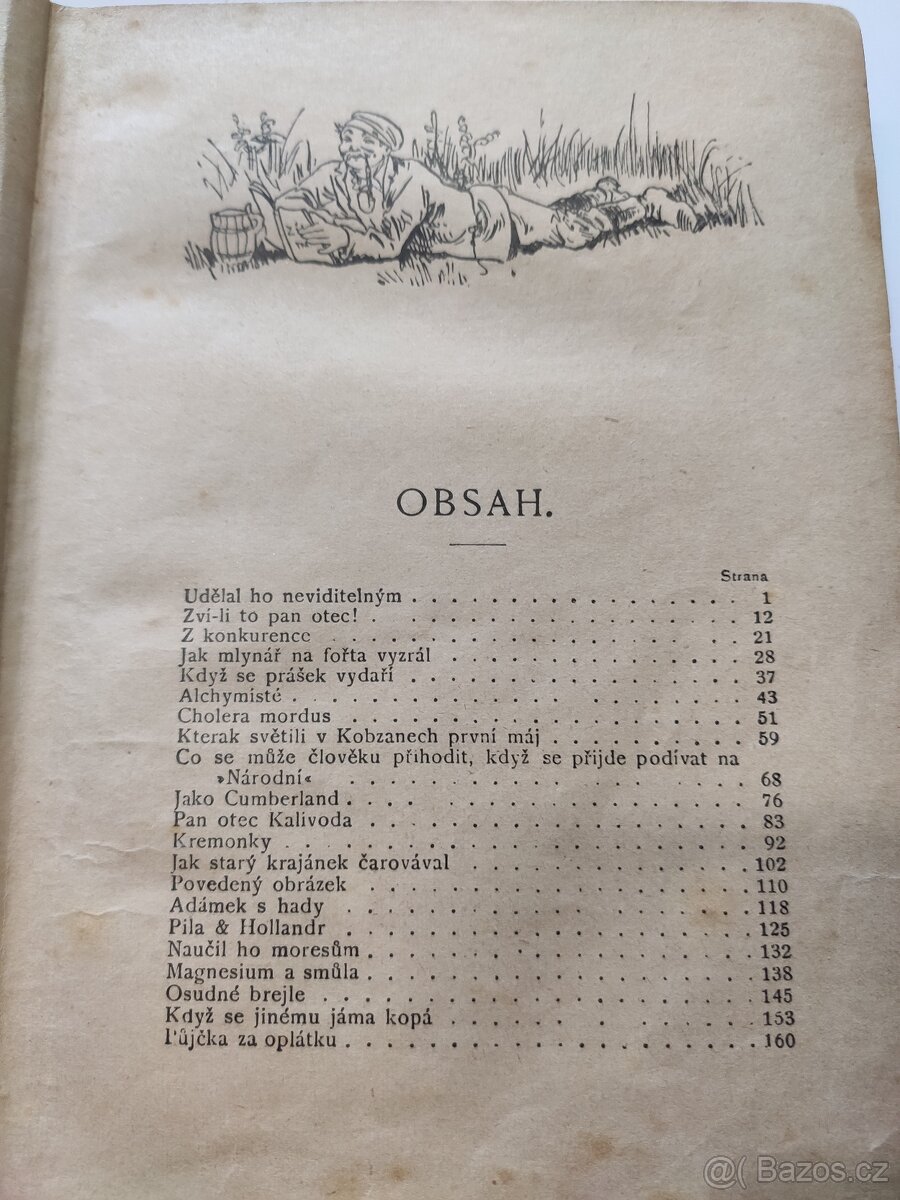 OBSAH.
Strana
Udělal ho neviditelným . . . . . . . . . . . . . . . . . . 1
Zví-li to pan otec! . . . . . . . . . . . . . . . . . . . 12
Z konkurence . . . . . . . . . . . . . . . . . . . . 21
Jak mlynář na fořta vyzrál . . . . . . . . . . . . . . . 28
Když se prášek vydaří . . . . . . . . . . . . . . . . . 37
Alchymisté . . . . . . . . . . . . . . . . . . . . . 43
Cholera mordus . . . . . . . . . . . . . . . . . . . 51
Kterak světili v Kobzanech první máj . . . . . . . . . . 59
Co se může člověku přihodit, když se přijde podívat na
»Národní« . . . . . . . . . . . . . . . . . . . . 68
Jako Cumberland . . . . . . . . . . . . . . . . . . . 76
Pan otec Kalivoda . . . . . . . . . . . . . . . . . . 83
Kremonky . . . . . . . . . . . . . . . . . . . . . . 92
Jak starý krajánek čarovával . . . . . . . . . . . . . . 102
Povedený obrázek . . . . . . . . . . . . . . . . . . 110
Adámek s hady . . . . . . . . . . . . . . . . . . . 118
Pila & Hollandr . . . . . . . . . . . . . . . . . . . 125
Naučil ho moresům . . . . . . . . . . . . . . . . . . 132
Magnesium a smůla . . . . . . . . . . . . . . . . . . 138
Osudné brejle . . . . . . . . . . . . . . . . . . . . 145
Když se jinému jáma kopá . . . . . . . . . . . . . . . 153
Půjčka za oplátku . . . . . . . . . . . . . . . . . . . 160
@( Bazos.cz